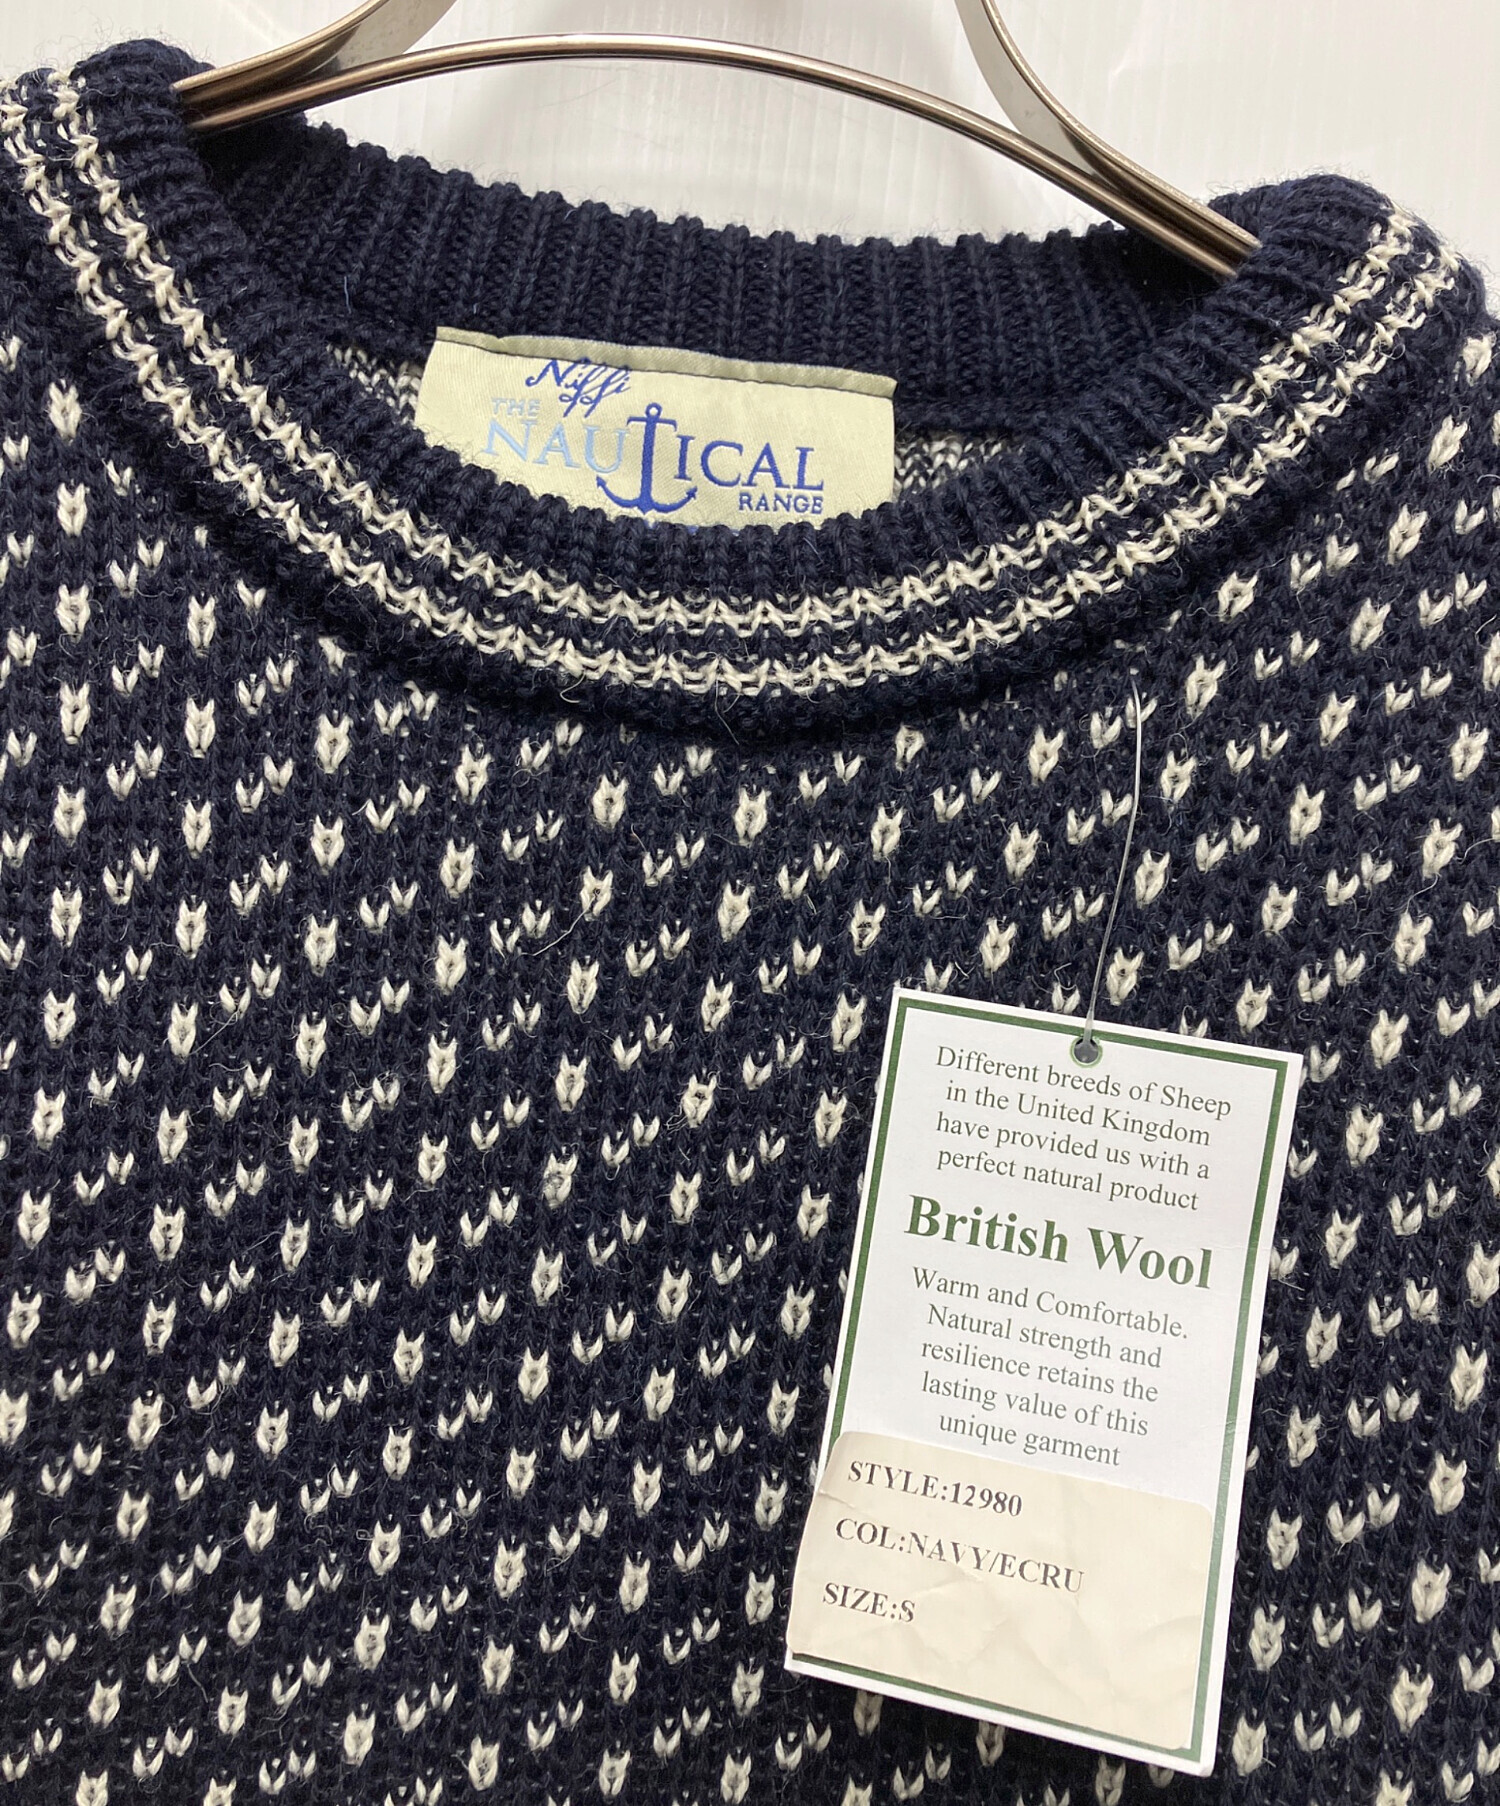 Niffi
THE
NAUTICAL
RANGE
Different breeds of Sheep
in the United Kingdom
have provided us with a
perfect natural product
British Wool
Warm and Comfortable.
Natural strength and
resilience retains the
lasting value of this
unique garment
STYLE:12980
COL:NAVY/ECRU
SIZE:S